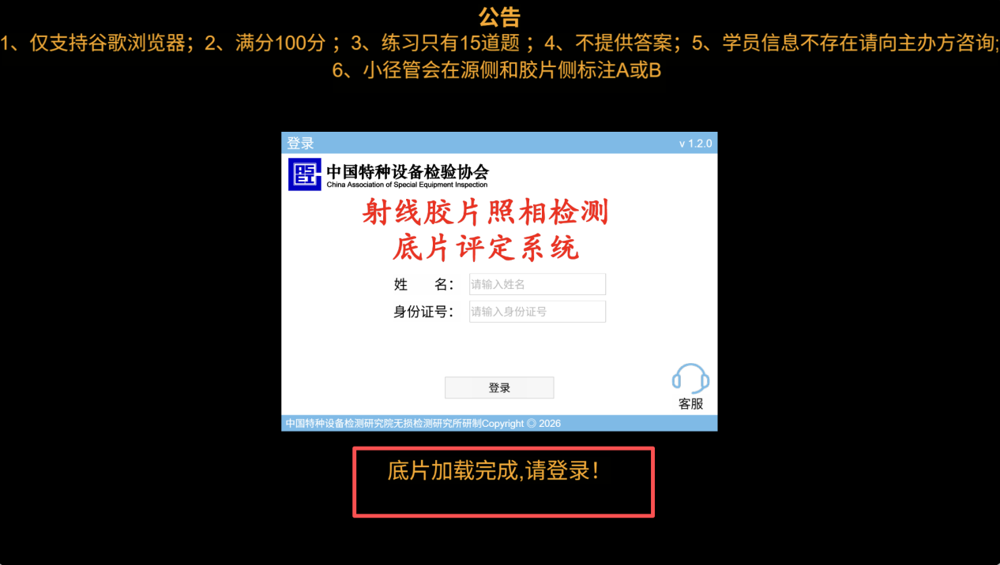 公告
1、仅支持谷歌浏览器；2、满分100分 ；3、练习只有15道题 ；4、不提供答案；5、学员信息不存在请向主办方咨询;
6、小径管会在源侧和胶片侧标注A或B
登录 v 1.2.0
中国特种设备检验协会
China Association of Special Equipment Inspection
射线胶片照相检测
底片评定系统
姓 名： 请输入姓名
身份证号： 请输入身份证号
登录
客服
中国特种设备检测研究院无损检测研究所研制Copyright © 2026
底片加载完成,请登录！